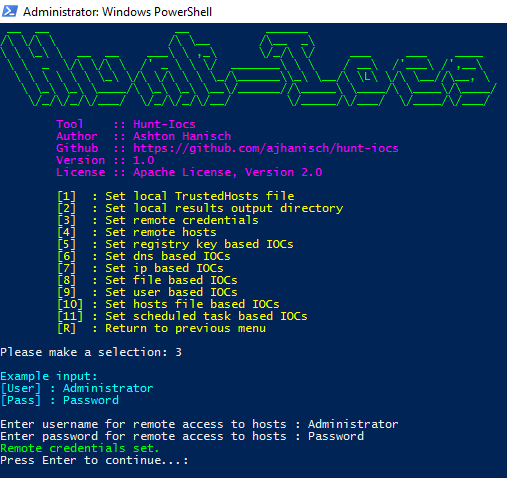 Administrator: Windows PowerShell
Hunt-Iocs
Tool :: Hunt-Iocs
Author :: Ashton Hanisch
Github :: https://github.com/ajhanisch/hunt-iocs
Version :: 1.0
License :: Apache License, Version 2.0
[1] : Set local TrustedHosts file
[2] : Set local results output directory
[3] : Set remote credentials
[4] : Set remote hosts
[5] : Set registry key based IOCs
[6] : Set dns based IOCs
[7] : Set ip based IOCs
[8] : Set file based IOCs
[9] : Set user based IOCs
[10] : Set hosts file based IOCs
[11] : Set scheduled task based IOCs
[R] : Return to previous menu
Please make a selection: 3
Example input:
[User] : Administrator
[Pass] : Password
Enter username for remote access to hosts : Administrator
Enter password for remote access to hosts : Password
Remote credentials set.
Press Enter to continue...: